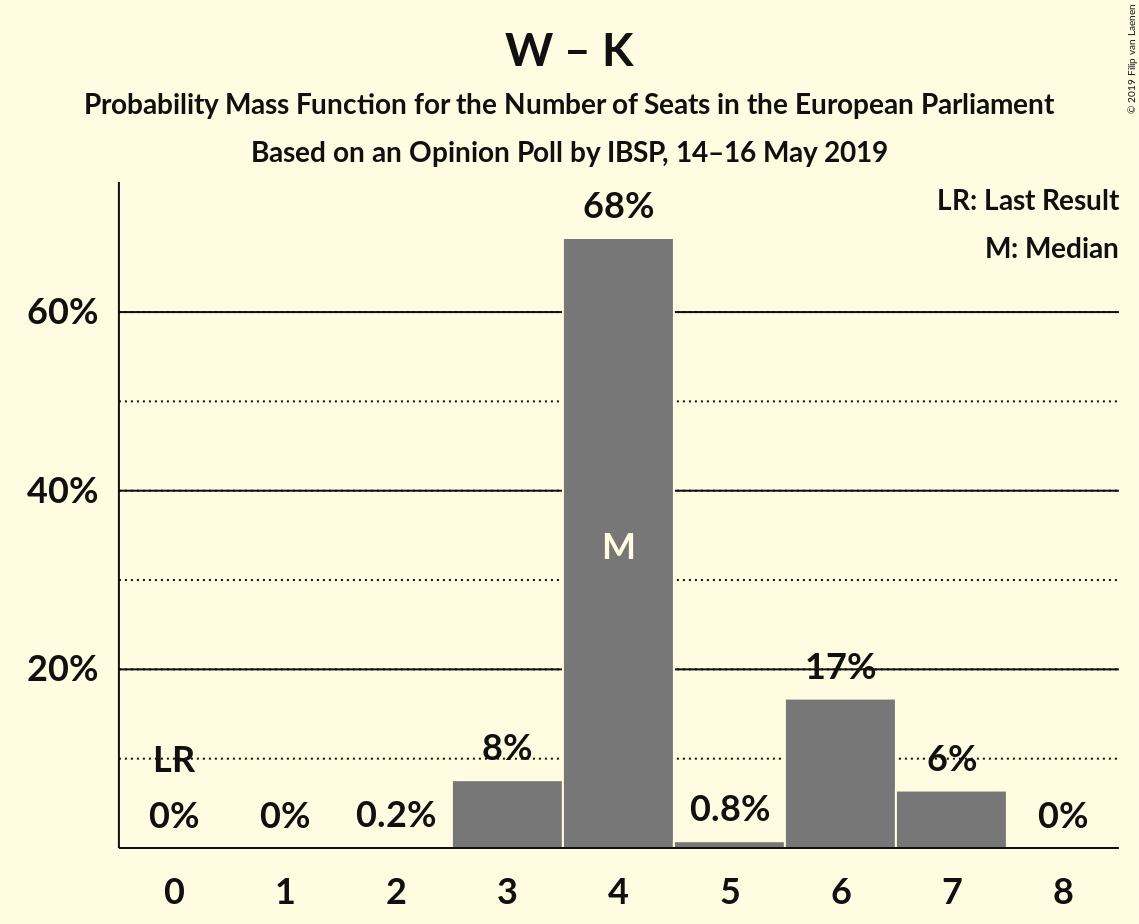 W – K
Probability Mass Function for the Number of Seats in the European Parliament
Based on an Opinion Poll by IBSP, 14–16 May 2019
© 2019 Filip van Laenen
LR: Last Result
M: Median
68%
60%
40%
M
20%
17%
LR
8%
6%
0%
0%
0.2%
0.8%
0%
0 1 2 3 4 5 6 7 8